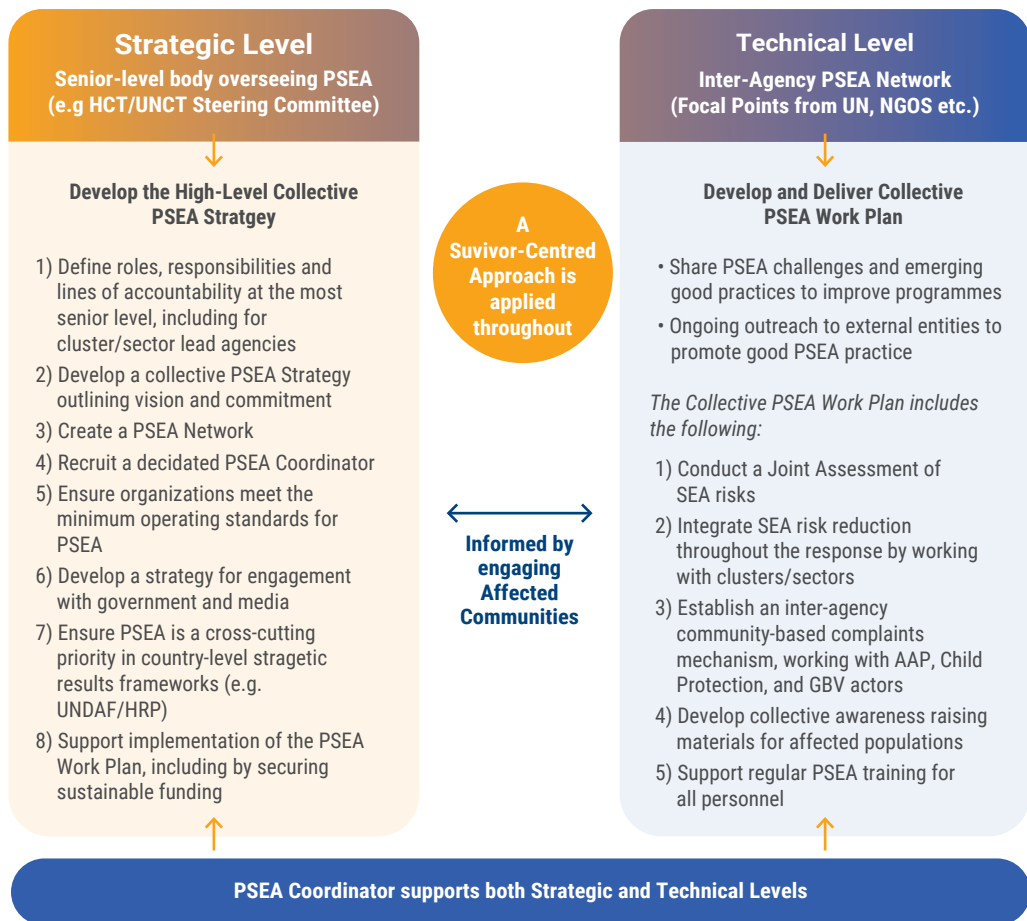 Strategic Level
Senior-level body overseeing PSEA
(e.g HCT/UNCT Steering Committee)
Develop the High-Level Collective
PSEA Stratgey
1) Define roles, responsibilities and
lines of accountability at the most
senior level, including for
cluster/sector lead agencies
2) Develop a collective PSEA Strategy
outlining vision and commitment
3) Create a PSEA Network
4) Recruit a decidated PSEA Coordinator
5) Ensure organizations meet the
minimum operating standards for
PSEA
6) Develop a strategy for engagement
with government and media
7) Ensure PSEA is a cross-cutting
priority in country-level stragetic
results frameworks (e.g.
UNDAF/HRP)
8) Support implementation of the PSEA
Work Plan, including by securing
sustainable funding
A
Suvivor-Centred
Approach is
applied
throughout
Informed by
engaging
Affected
Communities
Technical Level
Inter-Agency PSEA Network
(Focal Points from UN, NGOS etc.)
Develop and Deliver Collective
PSEA Work Plan
• Share PSEA challenges and emerging
good practices to improve programmes
• Ongoing outreach to external entities to
promote good PSEA practice
The Collective PSEA Work Plan includes
the following:
1) Conduct a Joint Assessment of
SEA risks
2) Integrate SEA risk reduction
throughout the response by working
with clusters/sectors
3) Establish an inter-agency
community-based complaints
mechanism, working with AAP, Child
Protection, and GBV actors
4) Develop collective awareness raising
materials for affected populations
5) Support regular PSEA training for
all personnel
PSEA Coordinator supports both Strategic and Technical Levels